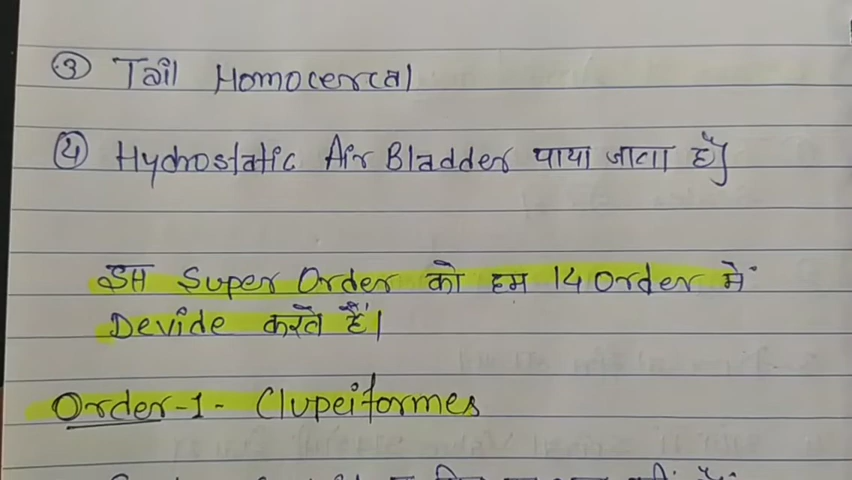 ③ Tail Homocercal
④ Hydrostatic Air Bladder पाया जाता है।
इस Super Order को हम 14 Order में
Devide करते हैं।
Order-1- Clupeiformes